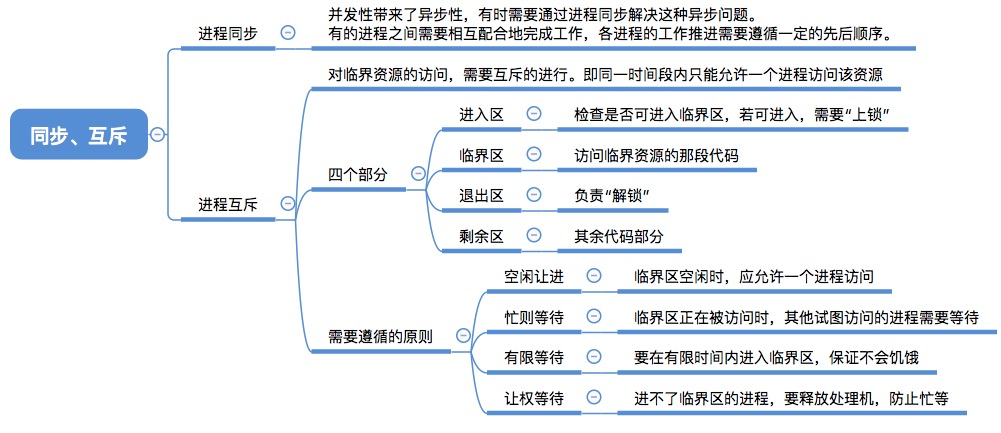 同步、互斥
进程同步
并发性带来了异步性，有时需要通过进程同步解决这种异步问题。
有的进程之间需要相互配合地完成工作，各进程的工作推进需要遵循一定的先后顺序。
进程互斥
对临界资源的访问，需要互斥的进行。即同一时间段内只能允许一个进程访问该资源
四个部分
进入区
检查是否可进入临界区，若可进入，需要“上锁”
临界区
访问临界资源的那段代码
退出区
负责“解锁”
剩余区
其余代码部分
需要遵循的原则
空闲让进
临界区空闲时，应允许一个进程访问
忙则等待
临界区正在被访问时，其他试图访问的进程需要等待
有限等待
要在有限时间内进入临界区，保证不会饥饿
让权等待
进不了临界区的进程，要释放处理机，防止忙等